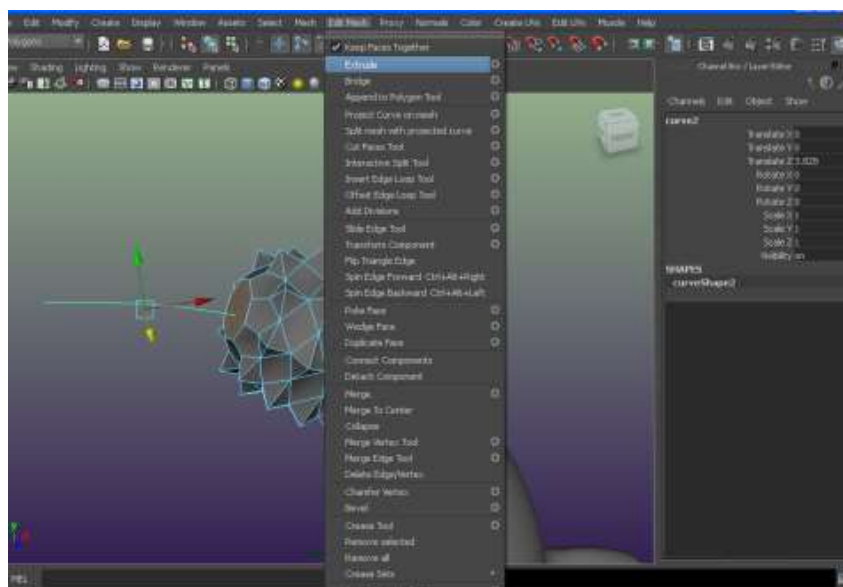 Edit Modify Create Display Window Assets Select Mesh Edit Mesh Proxy Normals Color Create UVs Edit UVs Muscle Help
Shading Lighting Show Renderer Panels
Keep Faces Together
Extrude
Bridge
Append to Polygon Tool
Project Curve on mesh
Split mesh with projected curve
Cut Faces Tool
Interactive Split Tool
Insert Edge Loop Tool
Offset Edge Loop Tool
Add Divisions
Slide Edge Tool
Transform Component
Flip Triangle Edge
Spin Edge Forward Ctrl+Alt+Right
Spin Edge Backward Ctrl+Alt+Left
Poke Face
Wedge Face
Duplicate Face
Connect Components
Detach Component
Merge
Merge To Center
Collapse
Merge Vertex Tool
Merge Edge Tool
Delete Edge/Vertex
Chamfer Vertex
Bevel
Crease Tool
Remove selected
Remove all
Crease Sets
Channel Box / Layer Editor
Channels Edit Object Show
curve2
Translate X 0
Translate Y 0
Translate Z 3.829
Rotate X 0
Rotate Y 0
Rotate Z 0
Scale X 1
Scale Y 1
Scale Z 1
Visibility on
SHAPES
curveShape2
MEL